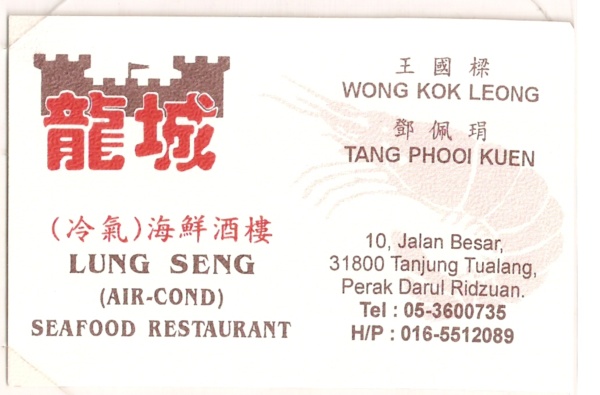 龍城
(冷氣)海鮮酒樓
LUNG SENG
(AIR-COND)
SEAFOOD RESTAURANT
王國樑
WONG KOK LEONG
鄧佩琄
TANG PHOOI KUEN
10, Jalan Besar,
31800 Tanjung Tualang,
Perak Darul Ridzuan.
Tel : 05-3600735
H/P : 016-5512089